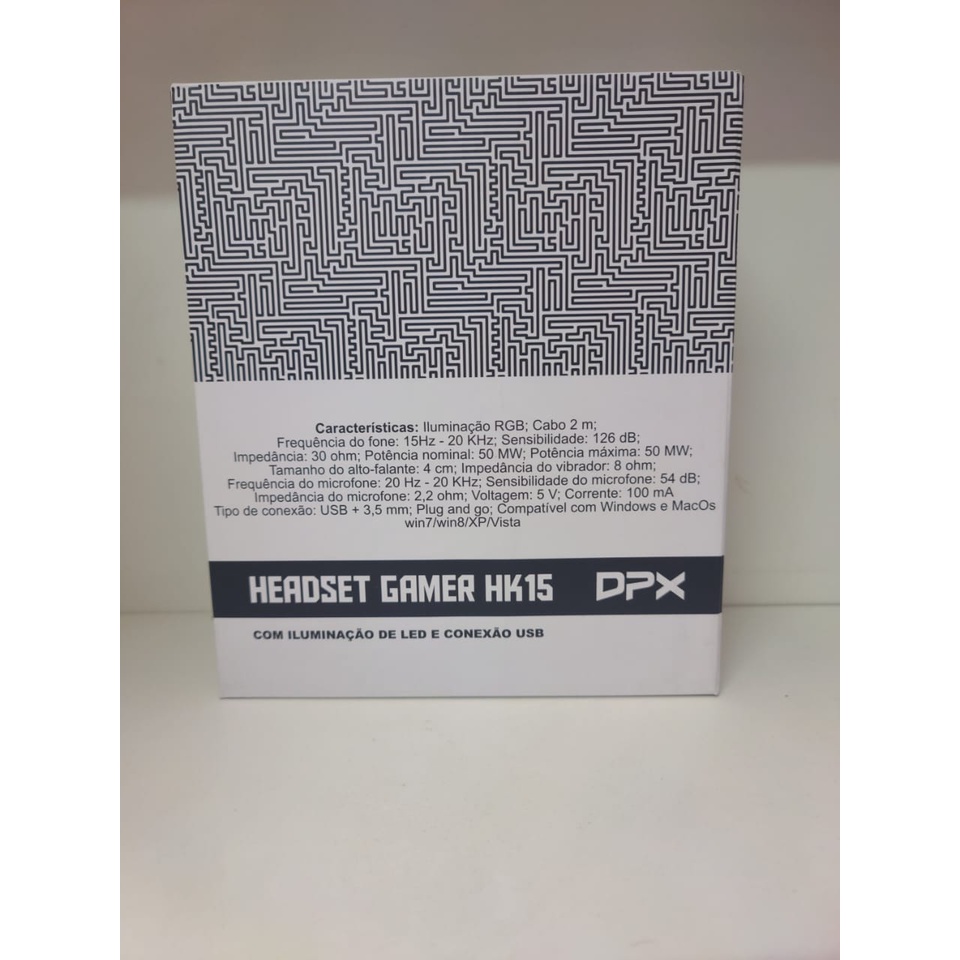 Características: Iluminação RGB; Cabo 2 m;
Frequência do fone: 15Hz - 20 KHz; Sensibilidade: 126 dB;
Impedância: 30 ohm; Potência nominal: 50 MW; Potência máxima: 50 MW;
Tamanho do alto-falante: 4 cm; Impedância do vibrador: 8 ohm;
Frequência do microfone: 20 Hz - 20 KHz; Sensibilidade do microfone: 54 dB;
Impedância do microfone: 2,2 ohm; Voltagem: 5 V; Corrente: 100 mA
Tipo de conexão: USB + 3,5 mm; Plug and go; Compatível com Windows e MacOs
win7/win8/XP/Vista
HEADSET GAMER HK15 DPX
COM ILUMINAÇÃO DE LED E CONEXÃO USB